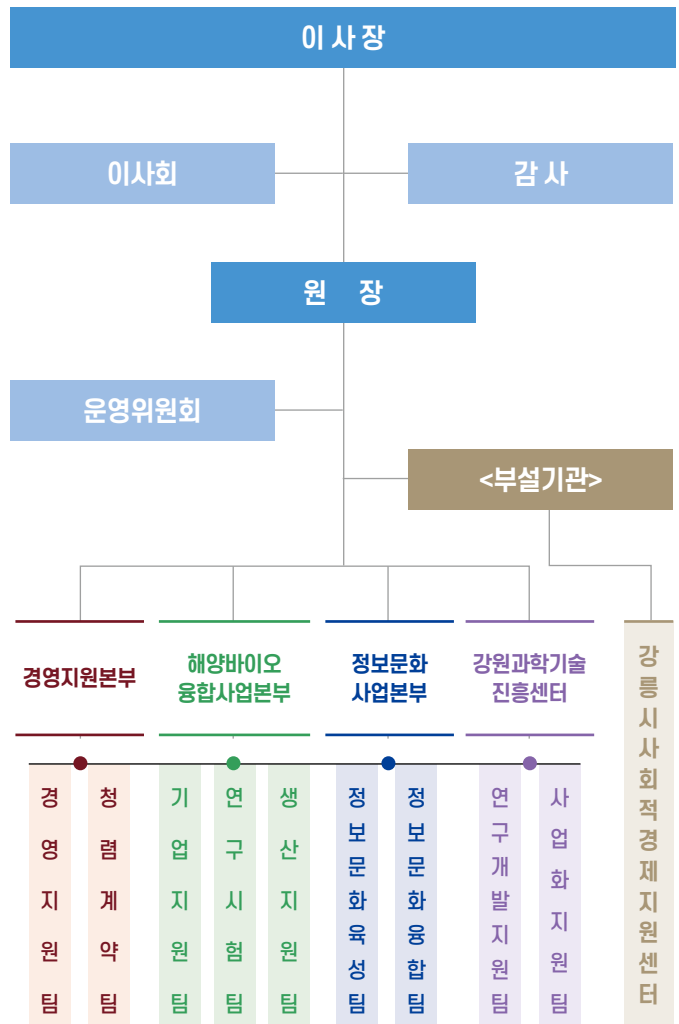 이 사 장
이사회
감 사
원 장
운영위원회
<부설기관>
경영지원본부
해양바이오
융합사업본부
정보문화
사업본부
강원과학기술
진흥센터
강릉시사회적경제지원센터
경영지원팀
청렴계약팀
기업지원팀
연구시험팀
생산지원팀
정보문화육성팀
정보문화융합팀
연구개발지원팀
사업화지원팀